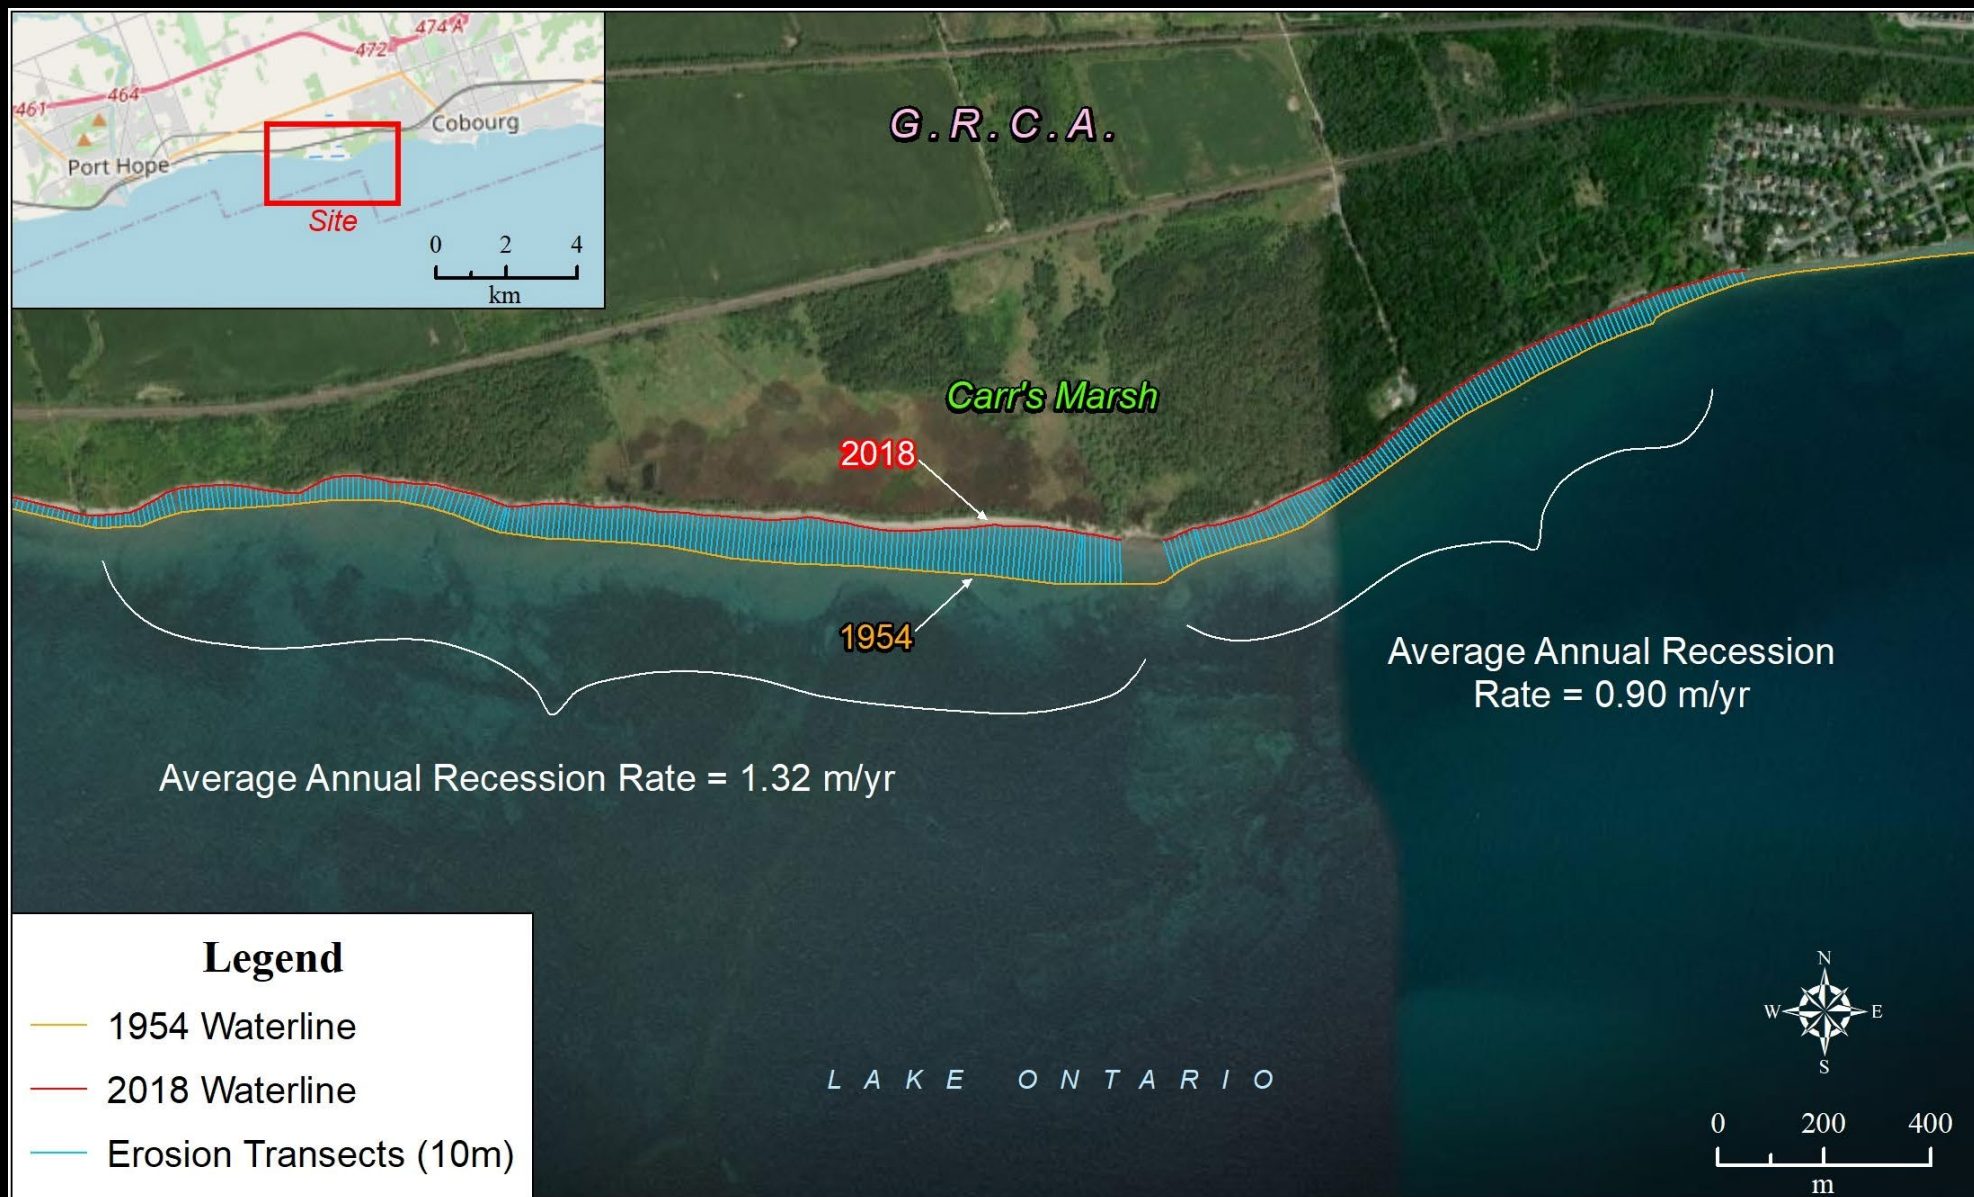 474 A
472
464
461
Cobourg
Port Hope
Site
0 2 4
km
G.R.C.A.
Carr's Marsh
2018
1954
Average Annual Recession
Rate = 0.90 m/yr
Average Annual Recession Rate = 1.32 m/yr
Legend
1954 Waterline
2018 Waterline
Erosion Transects (10m)
LAKE ONTARIO
N
W E
S
0 200 400
m